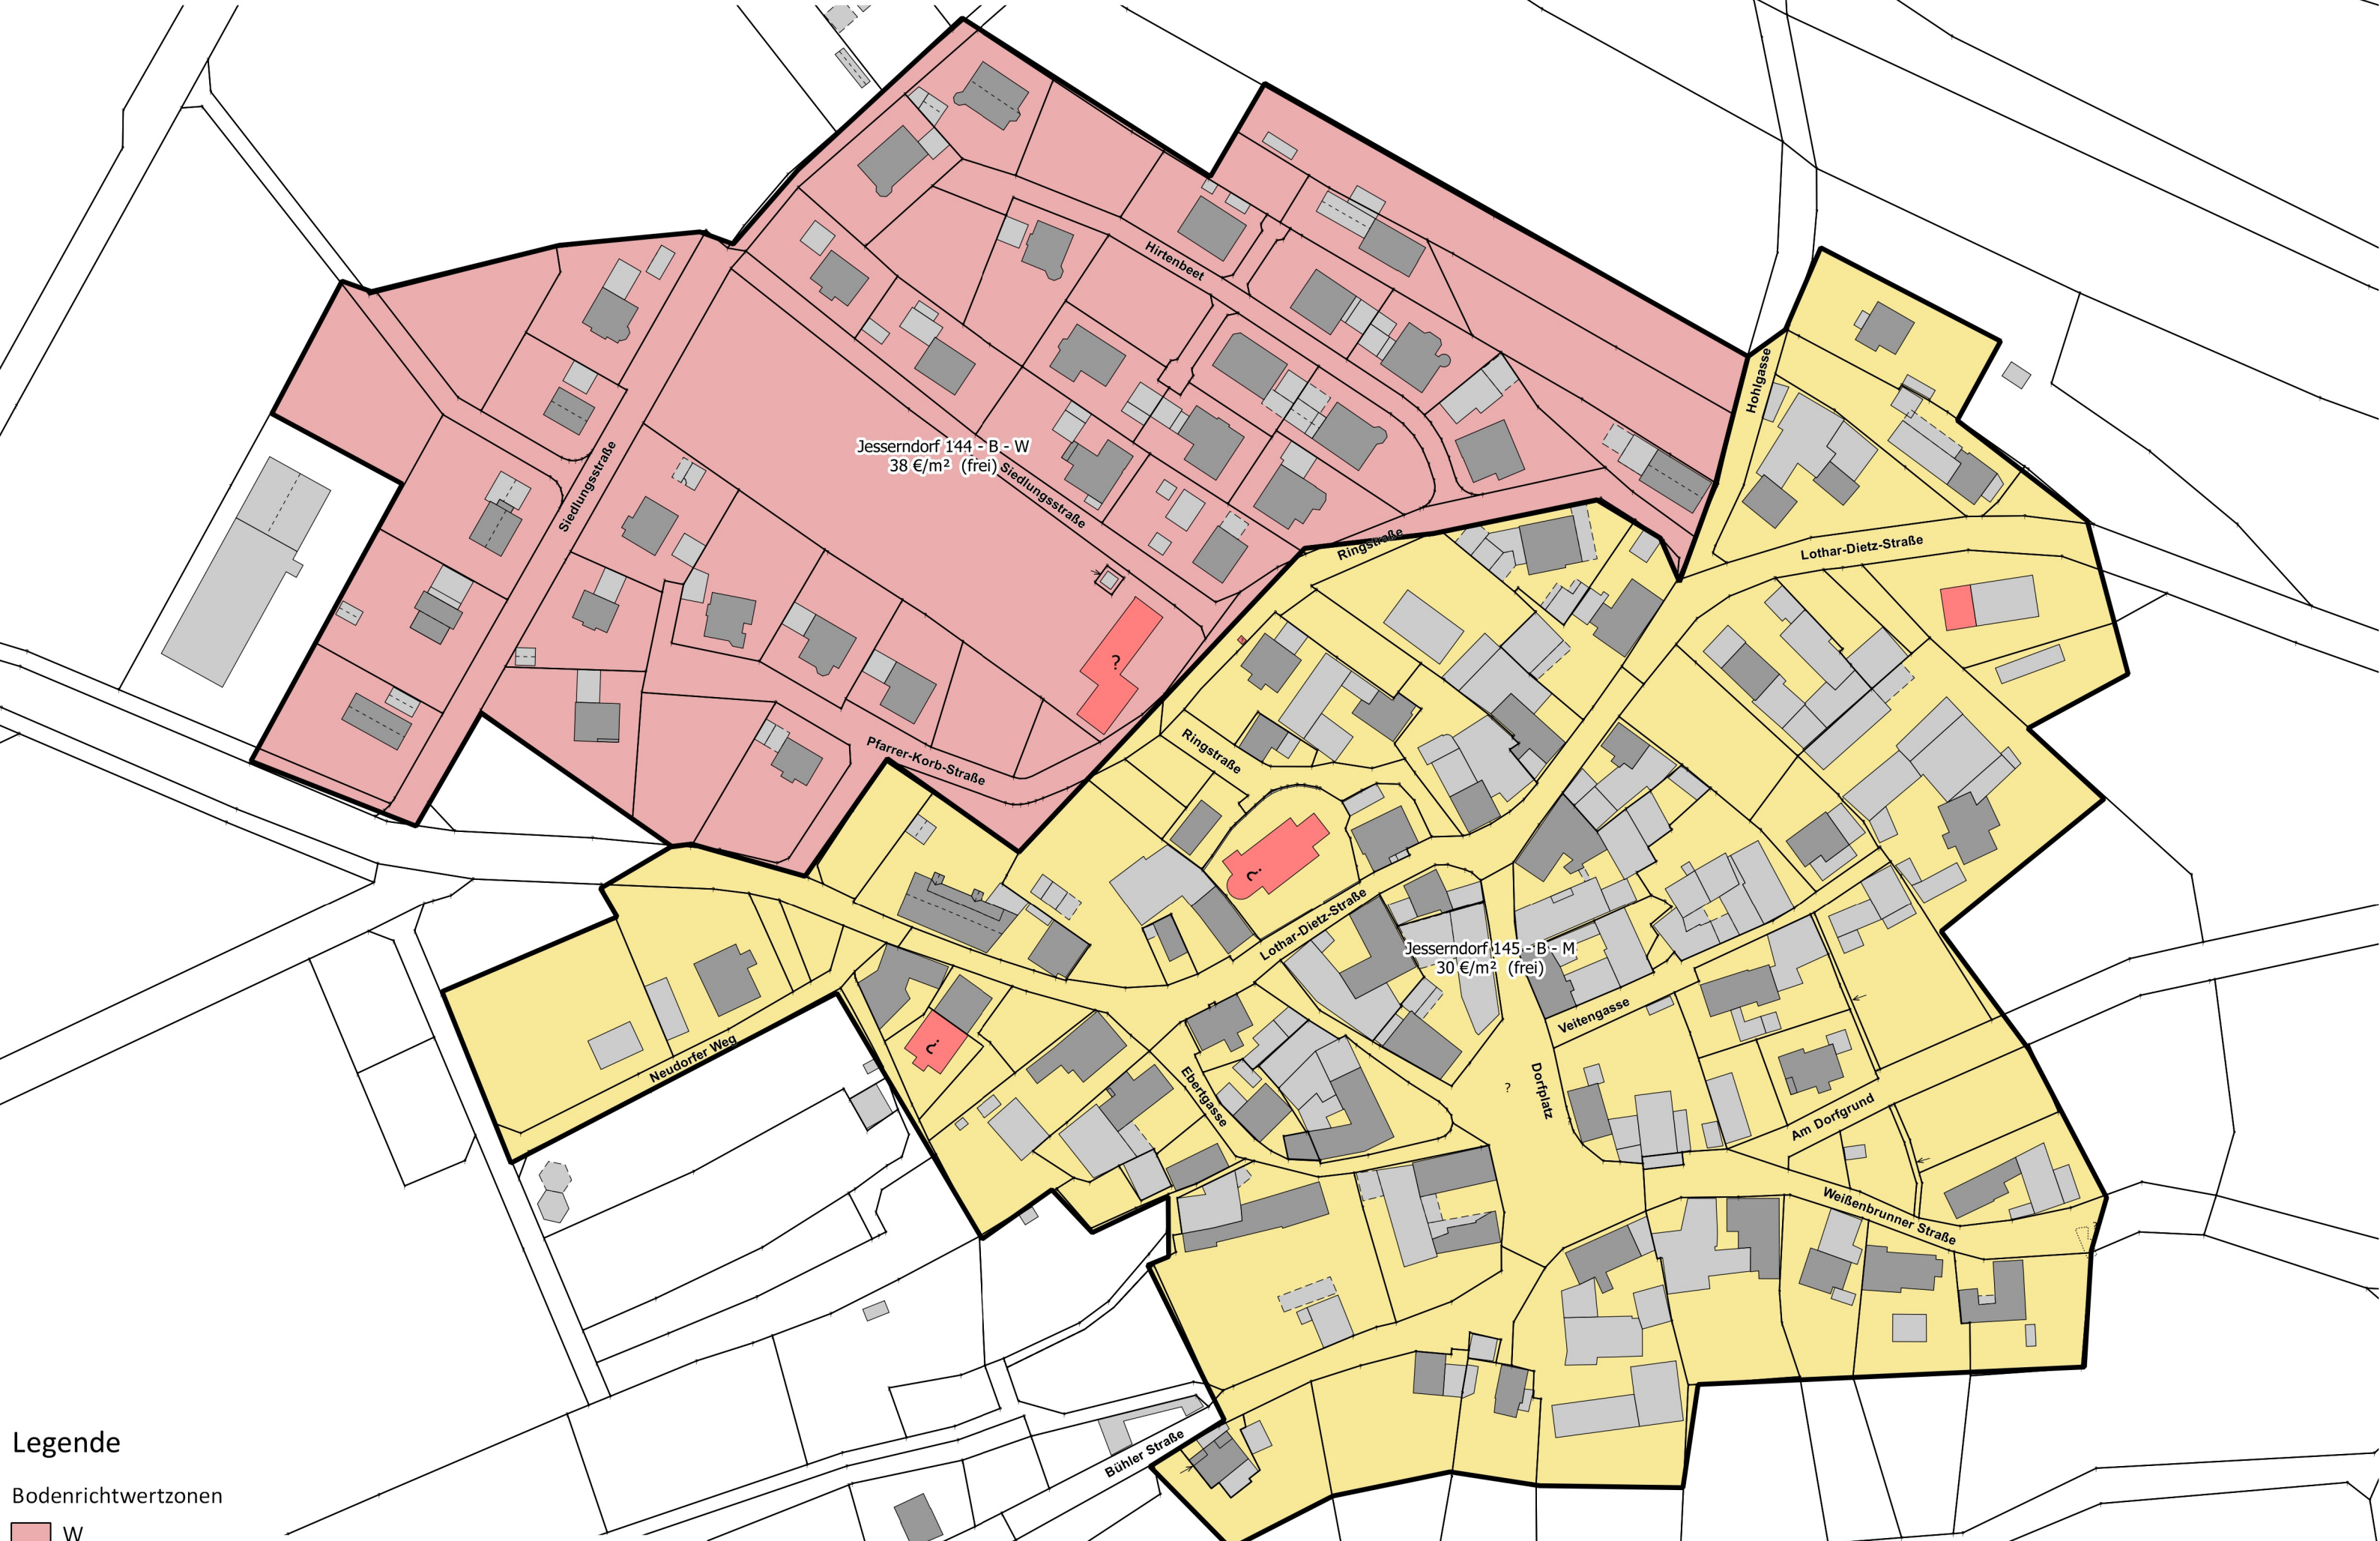 Hirtenbeet
Hohlgasse
Jesserndorf 144 - B - W
38 €/m² (frei)
Siedlungsstraße
Siedlungsstraße
Ringstraße
Lothar-Dietz-Straße
?
Ringstraße
Pfarrer-Korb-Straße
¿
Lothar-Dietz-Straße
Jesserndorf 145 - B - M
30 €/m² (frei)
Veitengasse
Neudorfer Weg
¿
Ebertgasse
?
Dorfplatz
Am Dorfgrund
Weißenbrunner Straße
Bühler Straße
Legende
Bodenrichtwertzonen
W